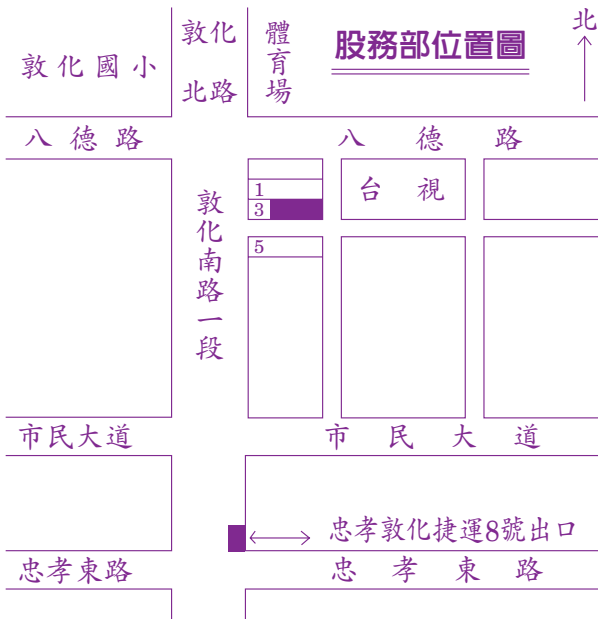 股務部位置圖
北
敦化國小
敦化
北路
體育場
八德路
八德路
1
3
台視
5
敦化南路一段
市民大道
市民大道
忠孝敦化捷運8號出口
忠孝東路
忠孝東路